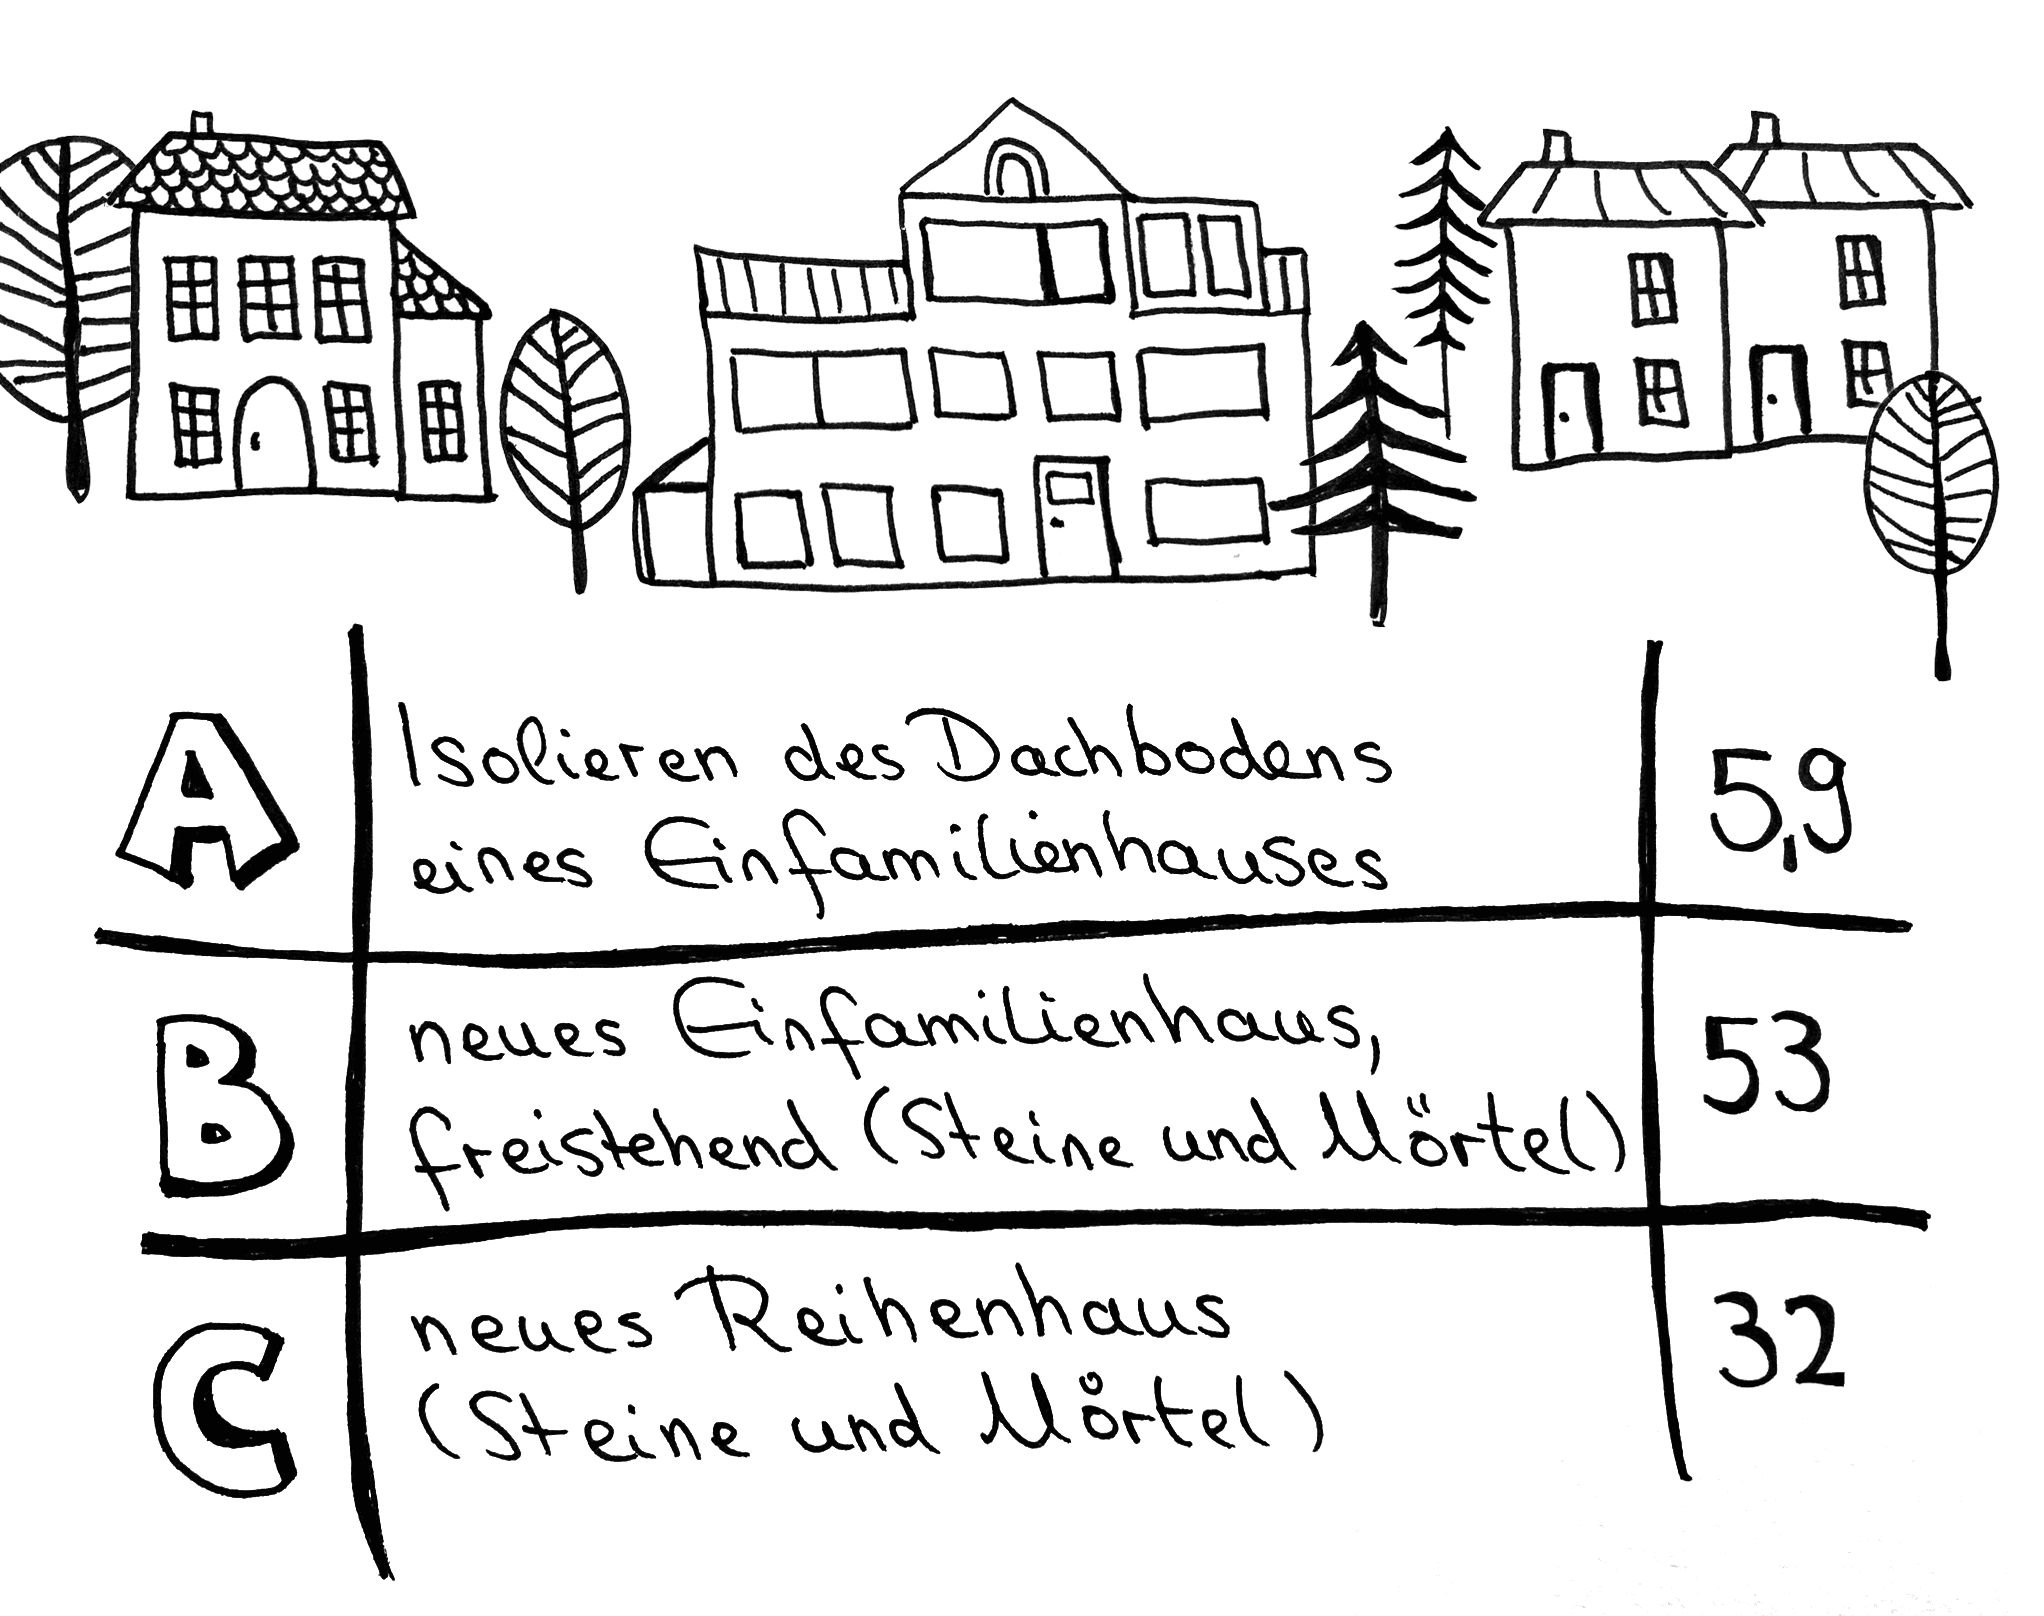 A
Isolieren des Dachbodens
eines Einfamilienhauses
5,9
B
neues Einfamilienhaus,
freistehend (Steine und Mörtel)
53
C
neues Reihenhaus
(Steine und Mörtel)
32